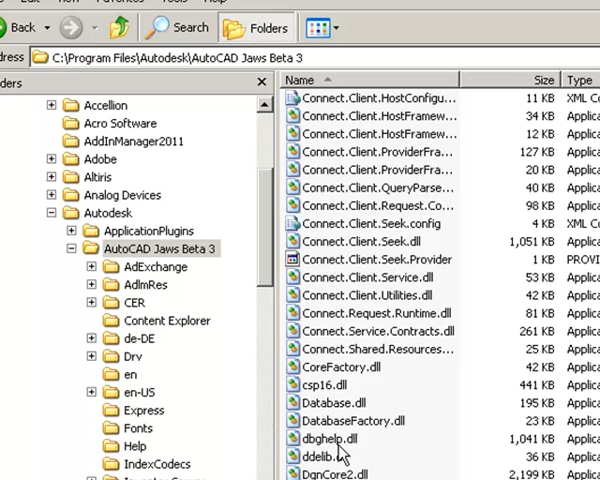 Back Search Folders
dress C:\Program Files\Autodesk\AutoCAD Jaws Beta 3
ders
Accellion
Acro Software
AddInManager2011
Adobe
Altiris
Analog Devices
Autodesk
ApplicationPlugins
AutoCAD Jaws Beta 3
AdExchange
AdlmRes
CER
Content Explorer
de-DE
Drv
en
en-US
Express
Fonts
Help
IndexCodecs
Name Size Type
Connect.Client.HostConfigu... 11 KB XML Co
Connect.Client.HostFramew... 34 KB Applica
Connect.Client.HostFramew... 12 KB Applica
Connect.Client.ProviderFra... 127 KB Applica
Connect.Client.ProviderFra... 20 KB Applica
Connect.Client.QueryParse... 40 KB Applica
Connect.Client.Request.Co... 98 KB Applica
Connect.Client.Seek.config 4 KB XML Co
Connect.Client.Seek.dll 1,051 KB Applica
Connect.Client.Seek.Provider 1 KB PROVI
Connect.Client.Service.dll 53 KB Applica
Connect.Client.Utilities.dll 42 KB Applica
Connect.Request.Runtime.dll 81 KB Applica
Connect.Service.Contracts.dll 261 KB Applica
Connect.Shared.Resources... 25 KB Applica
CoreFactory.dll 42 KB Applica
csp16.dll 441 KB Applica
Database.dll 195 KB Applica
DatabaseFactory.dll 23 KB Applica
dbghelp.dll 1,041 KB Applica
ddelib. 36 KB Applica
DgnCore2.dll 2,199 KB Applica